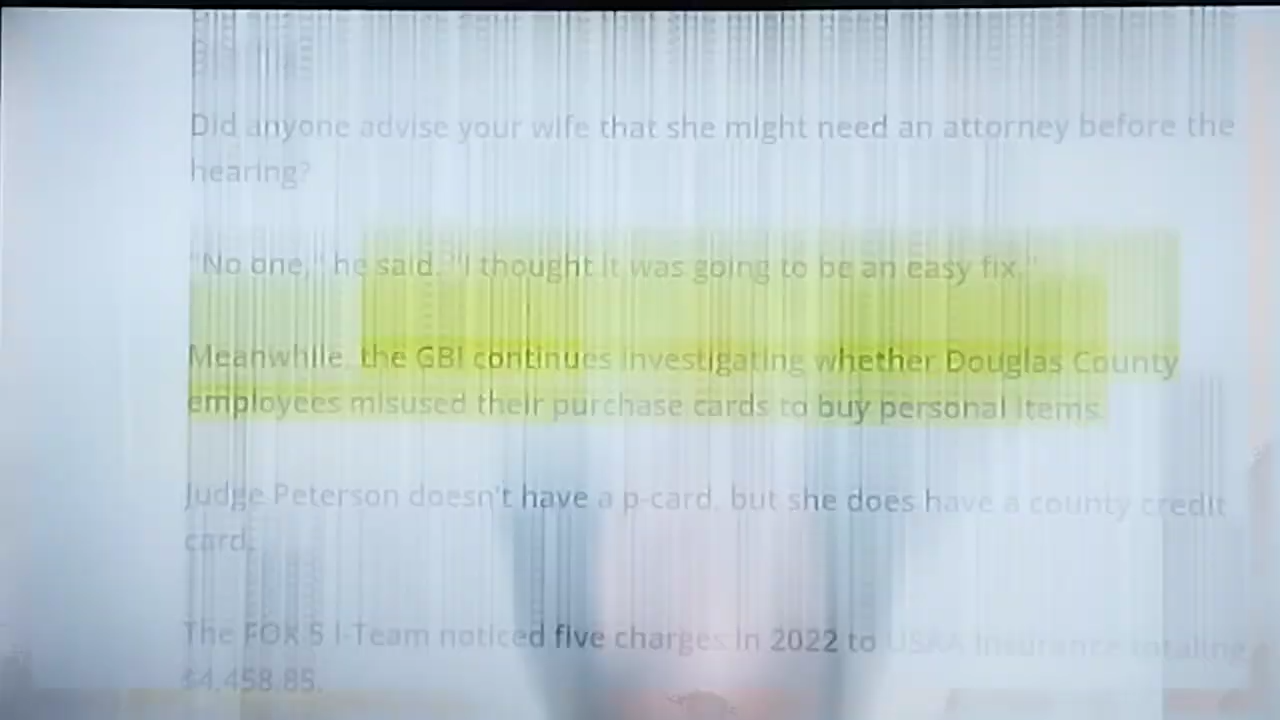 Did anyone advise your wife that she might need an attorney before the
hearing?
"No one," he said. "I thought it was going to be an easy fix."
Meanwhile, the GBI continues investigating whether Douglas County
employees misused their purchase cards to buy personal items.
Judge Peterson doesn't have a p-card, but she does have a county credit
card.
The FOX 5 I-Team noticed five charges in 2022 to USAA Insurance totaling
$4,458.85.